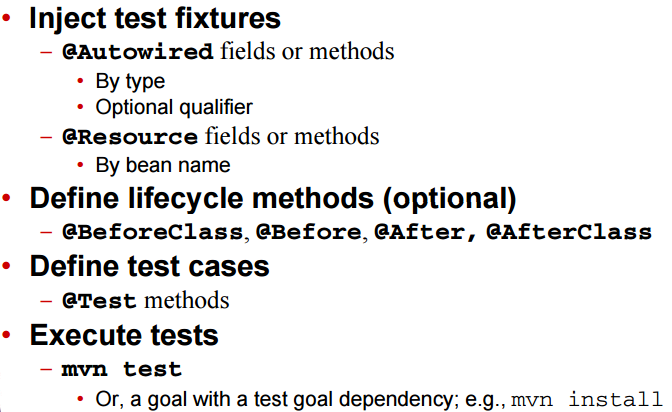 • Inject test fixtures
– @Autowired fields or methods
• By type
• Optional qualifier
– @Resource fields or methods
• By bean name
• Define lifecycle methods (optional)
– @BeforeClass, @Before, @After, @AfterClass
• Define test cases
– @Test methods
• Execute tests
– mvn test
• Or, a goal with a test goal dependency; e.g., mvn install